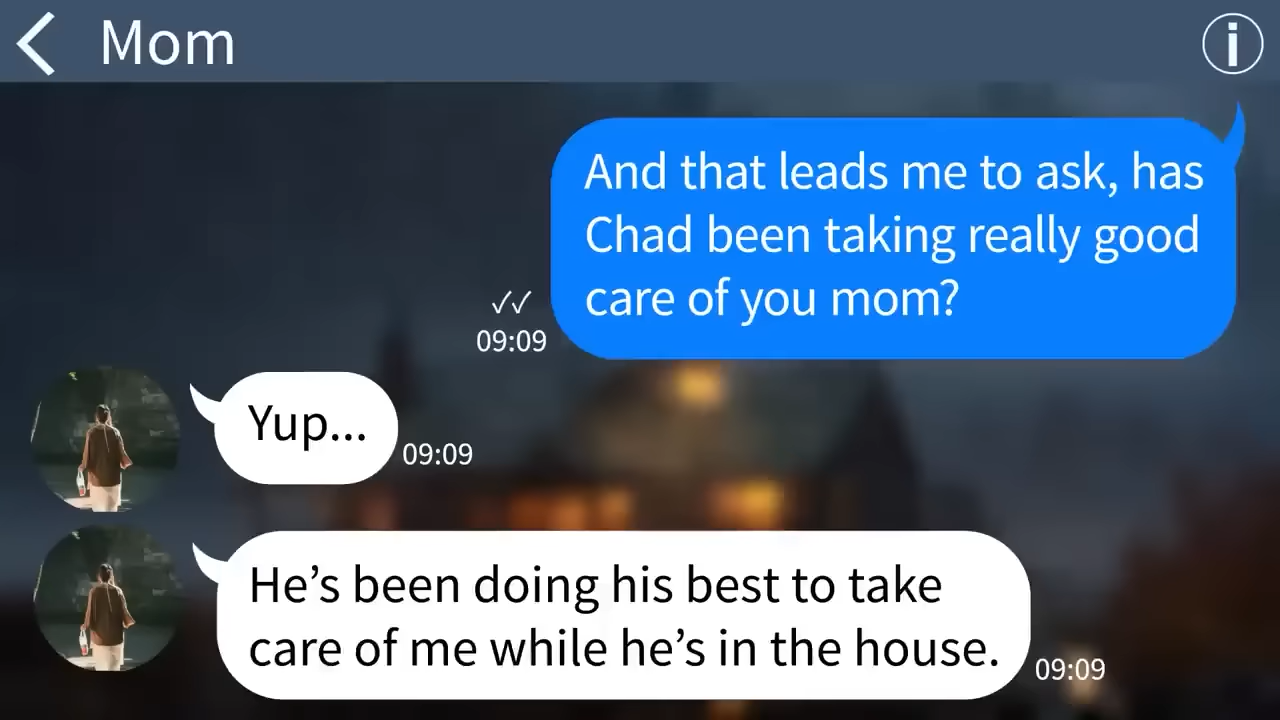 Mom
And that leads me to ask, has
Chad been taking really good
care of you mom?
✓✓
09:09
Yup...
09:09
He’s been doing his best to take
care of me while he’s in the house.
09:09